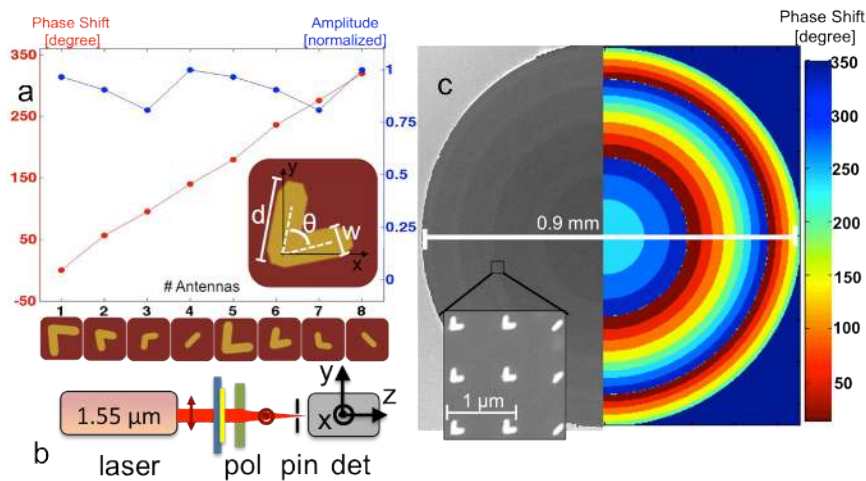 Phase Shift
[degree]
Amplitude
[normalized]
350
250
150
50
-50
a
1
0.75
0.5
0.25
0
y
d
θ
w
x
# Antennas
1 2 3 4 5 6 7 8
1.55 µm
y
z
x
b
laser pol pin det
c
0.9 mm
1 µm
Phase Shift
[degree]
350
300
250
200
150
100
50